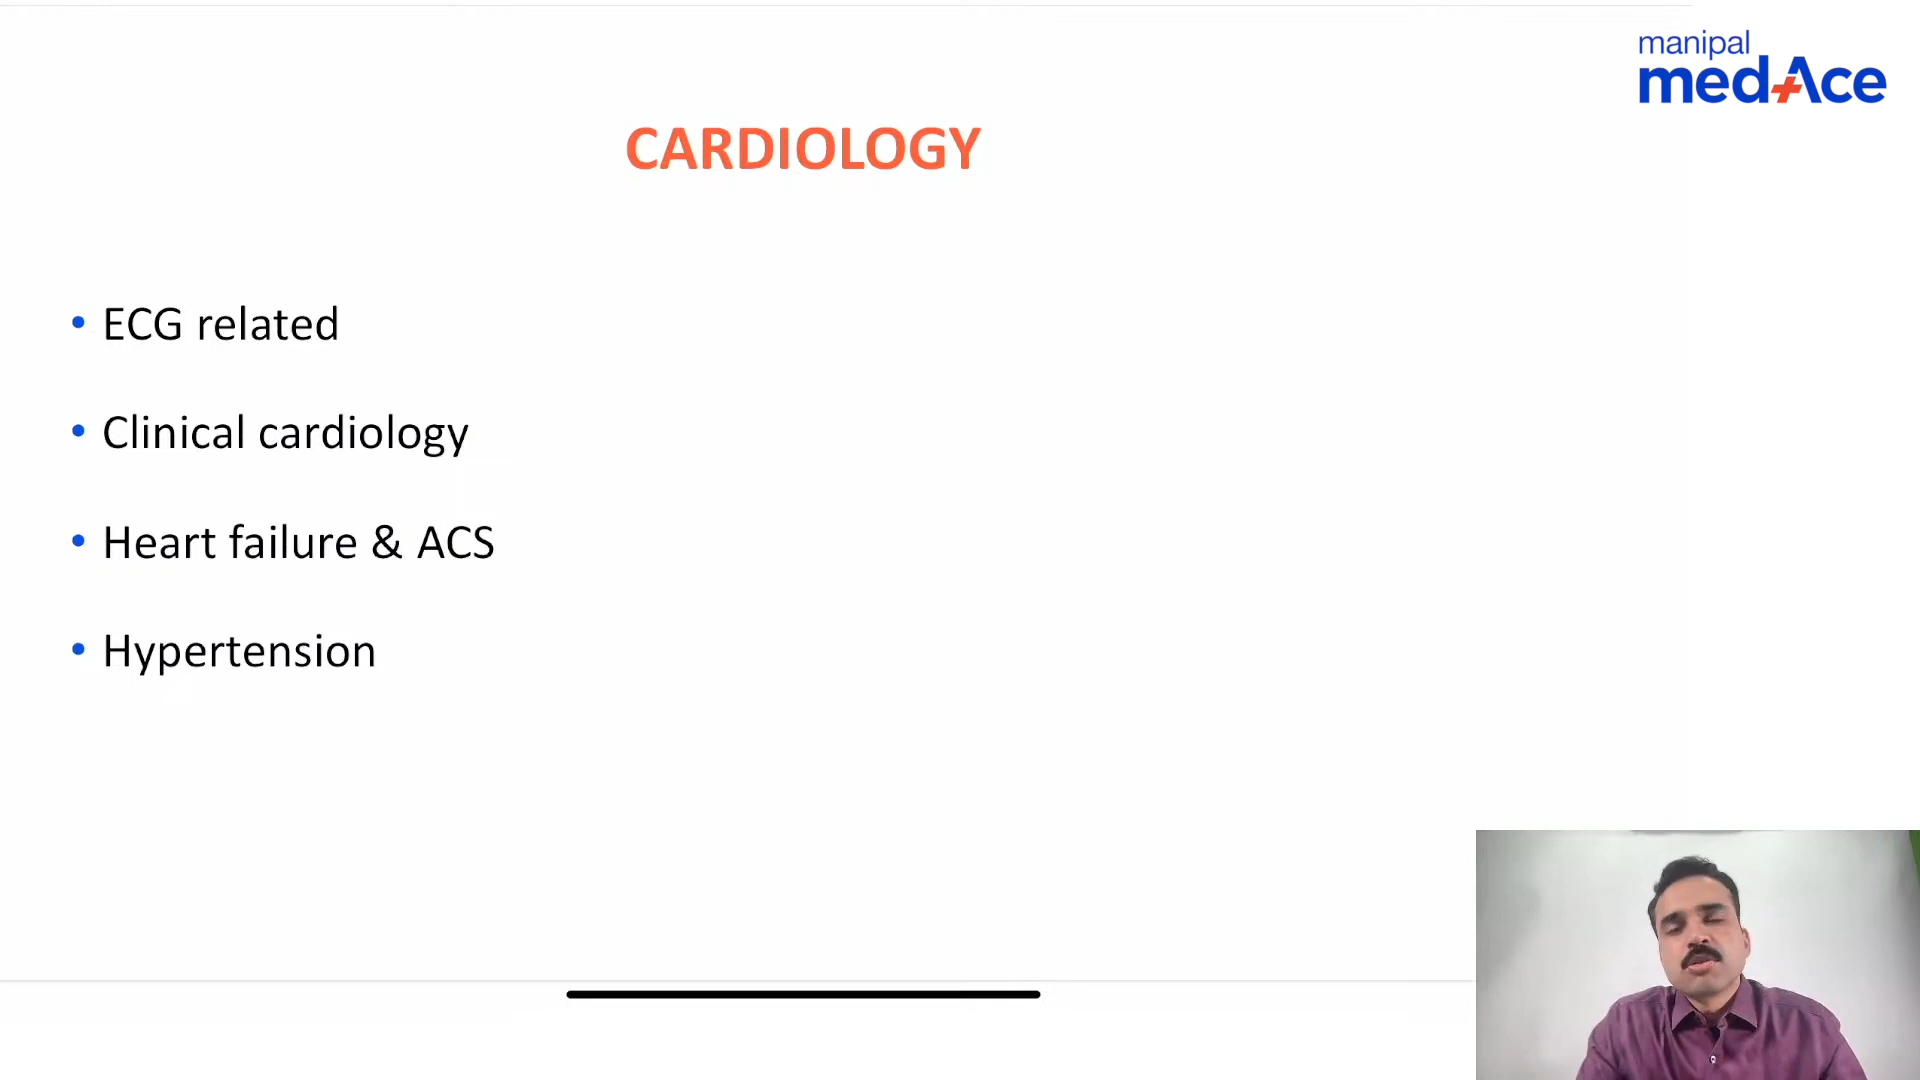 manipal
medAce
CARDIOLOGY
• ECG related
• Clinical cardiology
• Heart failure & ACS
• Hypertension